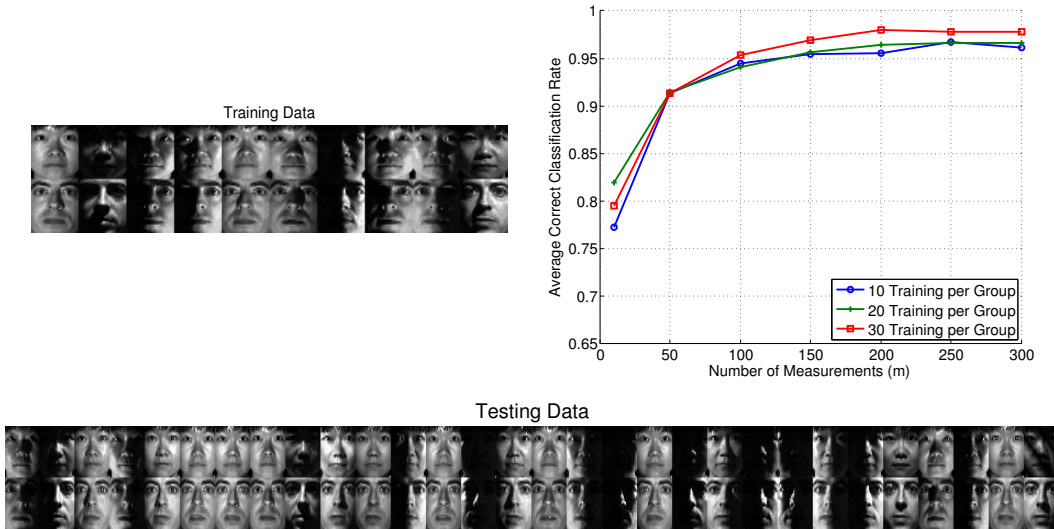 Training Data
1
0.95
0.9
0.85
0.8
0.75
0.7
0.65
Average Correct Classification Rate
0 50 100 150 200 250 300
Number of Measurements (m)
10 Training per Group
20 Training per Group
30 Training per Group
Testing Data